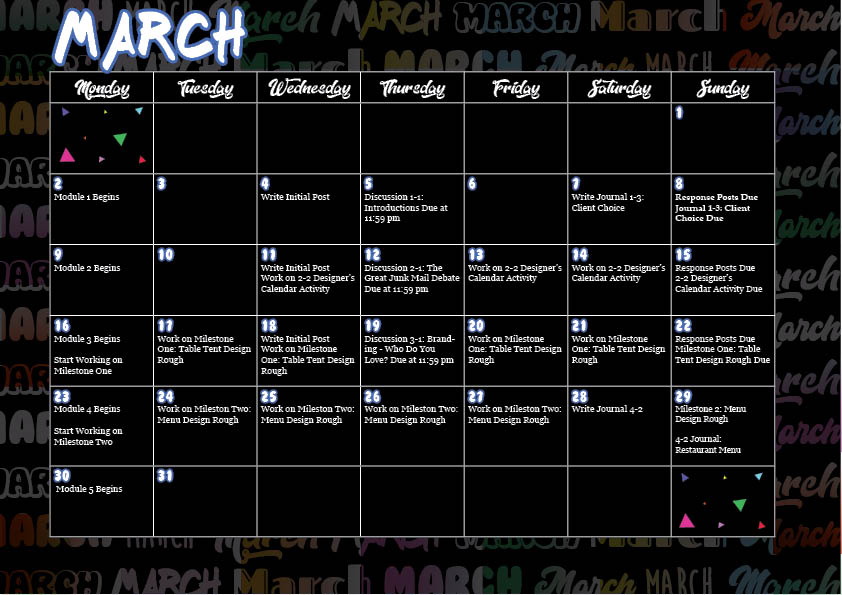 MARCH
Monday
Tuesday
Wednesday
Thursday
Friday
Saturday
Sunday
1
2
Module 1 Begins
3
4
Write Initial Post
5
Discussion 1-1:
Introductions Due at
11:59 pm
6
7
Write Journal 1-3:
Client Choice
8
Response Posts Due
Journal 1-3: Client
Choice Due
9
Module 2 Begins
10
11
Write Initial Post
Work on 2-2 Designer's
Calendar Activity
12
Discussion 2-1: The
Great Junk Mail Debate
Due at 11:59 pm
13
Work on 2-2 Designer's
Calendar Activity
14
Work on 2-2 Designer's
Calendar Activity
15
Response Posts Due
2-2 Designer's
Calendar Activity Due
16
Module 3 Begins
Start Working on
Milestone One
17
Work on Milestone
One: Table Tent Design
Rough
18
Write Initial Post
Work on Milestone
One: Table Tent Design
Rough
19
Discussion 3-1: Brand-
ing - Who Do You
Love? Due at 11:59 pm
20
Work on Milestone
One: Table Tent Design
Rough
21
Work on Milestone
One: Table Tent Design
Rough
22
Response Posts Due
Milestone One: Table
Tent Design Rough Due
23
Module 4 Begins
Start Working on
Milestone Two
24
Work on Mileston Two:
Menu Design Rough
25
Work on Mileston Two:
Menu Design Rough
26
Work on Mileston Two:
Menu Design Rough
27
Work on Mileston Two:
Menu Design Rough
28
Write Journal 4-2
29
Milestone 2: Menu
Design Rough
4-2 Journal:
Restaurant Menu
30
Module 5 Begins
31